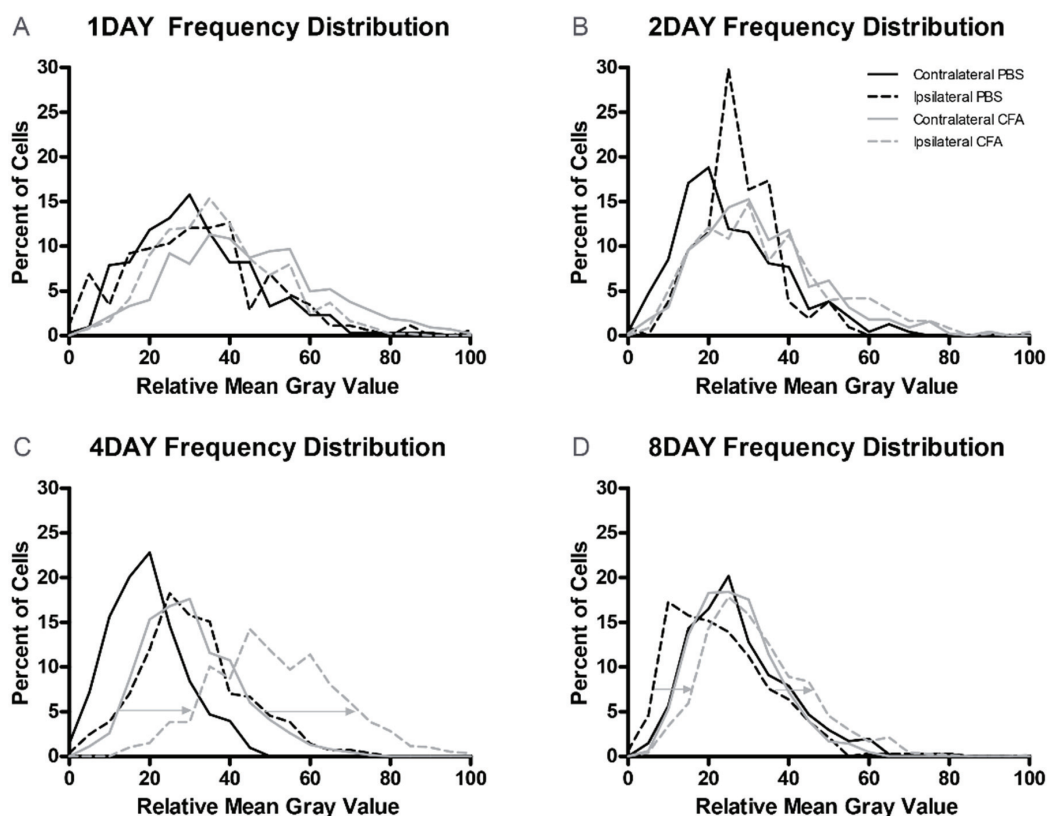 A 1DAY Frequency Distribution
Percent of Cells
30
25
20
15
10
5
0
0 20 40 60 80 100
Relative Mean Gray Value
B 2DAY Frequency Distribution
Contralateral PBS
Ipsilateral PBS
Contralateral CFA
Ipsilateral CFA
Percent of Cells
30
25
20
15
10
5
0
0 20 40 60 80 100
Relative Mean Gray Value
C 4DAY Frequency Distribution
Percent of Cells
30
25
20
15
10
5
0
0 20 40 60 80 100
Relative Mean Gray Value
D 8DAY Frequency Distribution
Percent of Cells
30
25
20
15
10
5
0
0 20 40 60 80 100
Relative Mean Gray Value